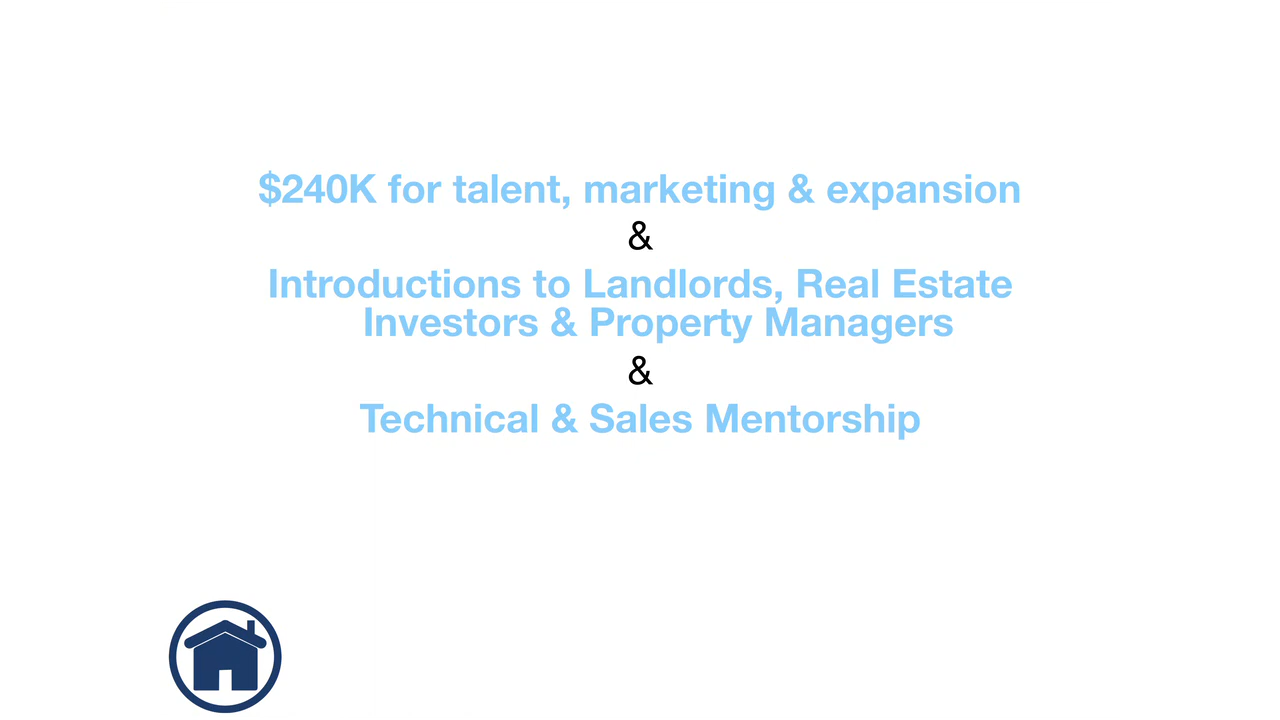 $240K for talent, marketing & expansion
&
Introductions to Landlords, Real Estate
Investors & Property Managers
&
Technical & Sales Mentorship